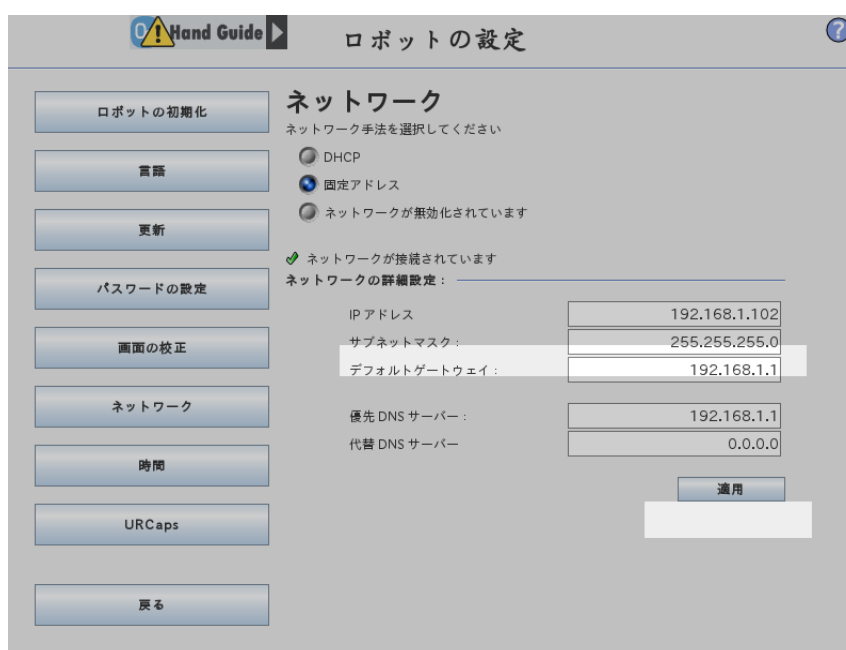 Hand Guide
ロボットの設定
?
ロボットの初期化
言語
更新
パスワードの設定
画面の校正
ネットワーク
時間
URCaps
戻る
ネットワーク
ネットワーク手法を選択してください
DHCP
固定アドレス
ネットワークが無効化されています
ネットワークが接続されています
ネットワークの詳細設定：
IP アドレス 192.168.1.102
サブネットマスク： 255.255.255.0
デフォルトゲートウェイ： 192.168.1.1
優先 DNS サーバー： 192.168.1.1
代替 DNS サーバー 0.0.0.0
適用